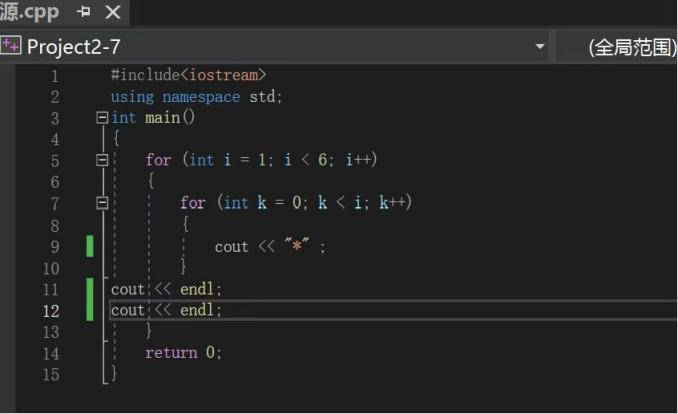 源.cpp
Project2-7
(全局范围)
1 #include<iostream>
2 using namespace std;
3 int main()
4 {
5 for (int i = 1; i < 6; i++)
6 {
7 for (int k = 0; k < i; k++)
8 {
9 cout << "*" ;
10 }
11 cout << endl;
12 cout << endl;
13 }
14 return 0;
15 }